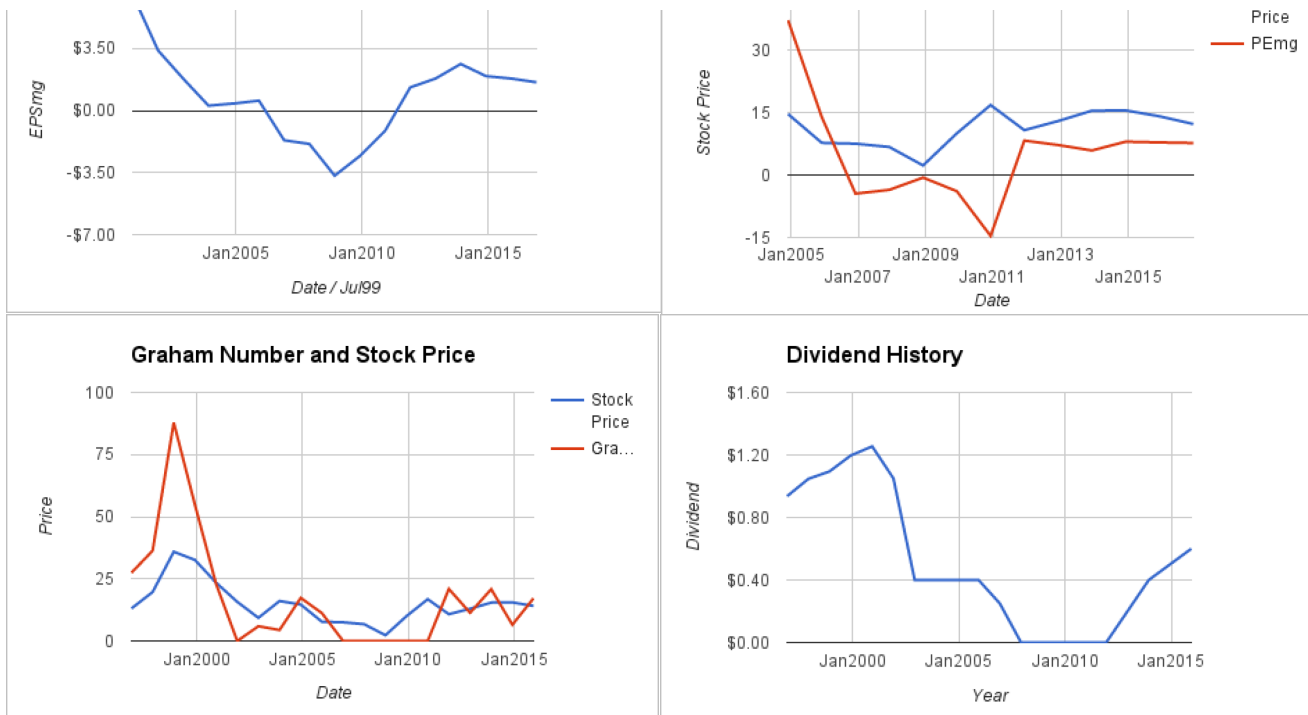 $3.50
$0.00
-$3.50
-$7.00
EPSmg
Jan2005
Jan2010
Jan2015
Date / Jul99
30
15
0
-15
Stock Price
Jan2005
Jan2009
Jan2013
Jan2007
Jan2011
Jan2015
Date
Price
PEmg
Graham Number and Stock Price
100
75
50
25
0
Price
Jan2000
Jan2005
Jan2010
Jan2015
Date
Stock
Price
Gra...
Dividend History
$1.60
$1.20
$0.80
$0.40
$0.00
Dividend
Jan2000
Jan2005
Jan2010
Jan2015
Year